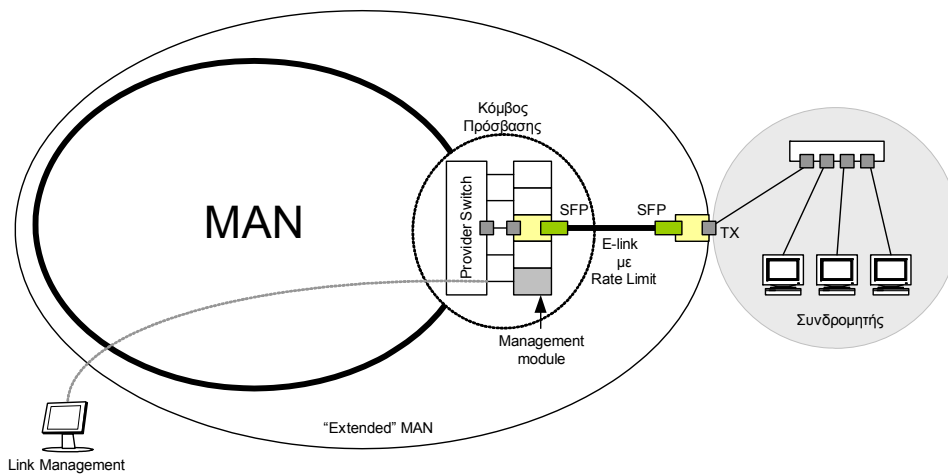 Κόμβος
Πρόσβασης
MAN
Provider Switch
SFP
SFP
TX
E-link
με
Rate Limit
Συνδρομητής
Management
module
“Extended” MAN
Link Management